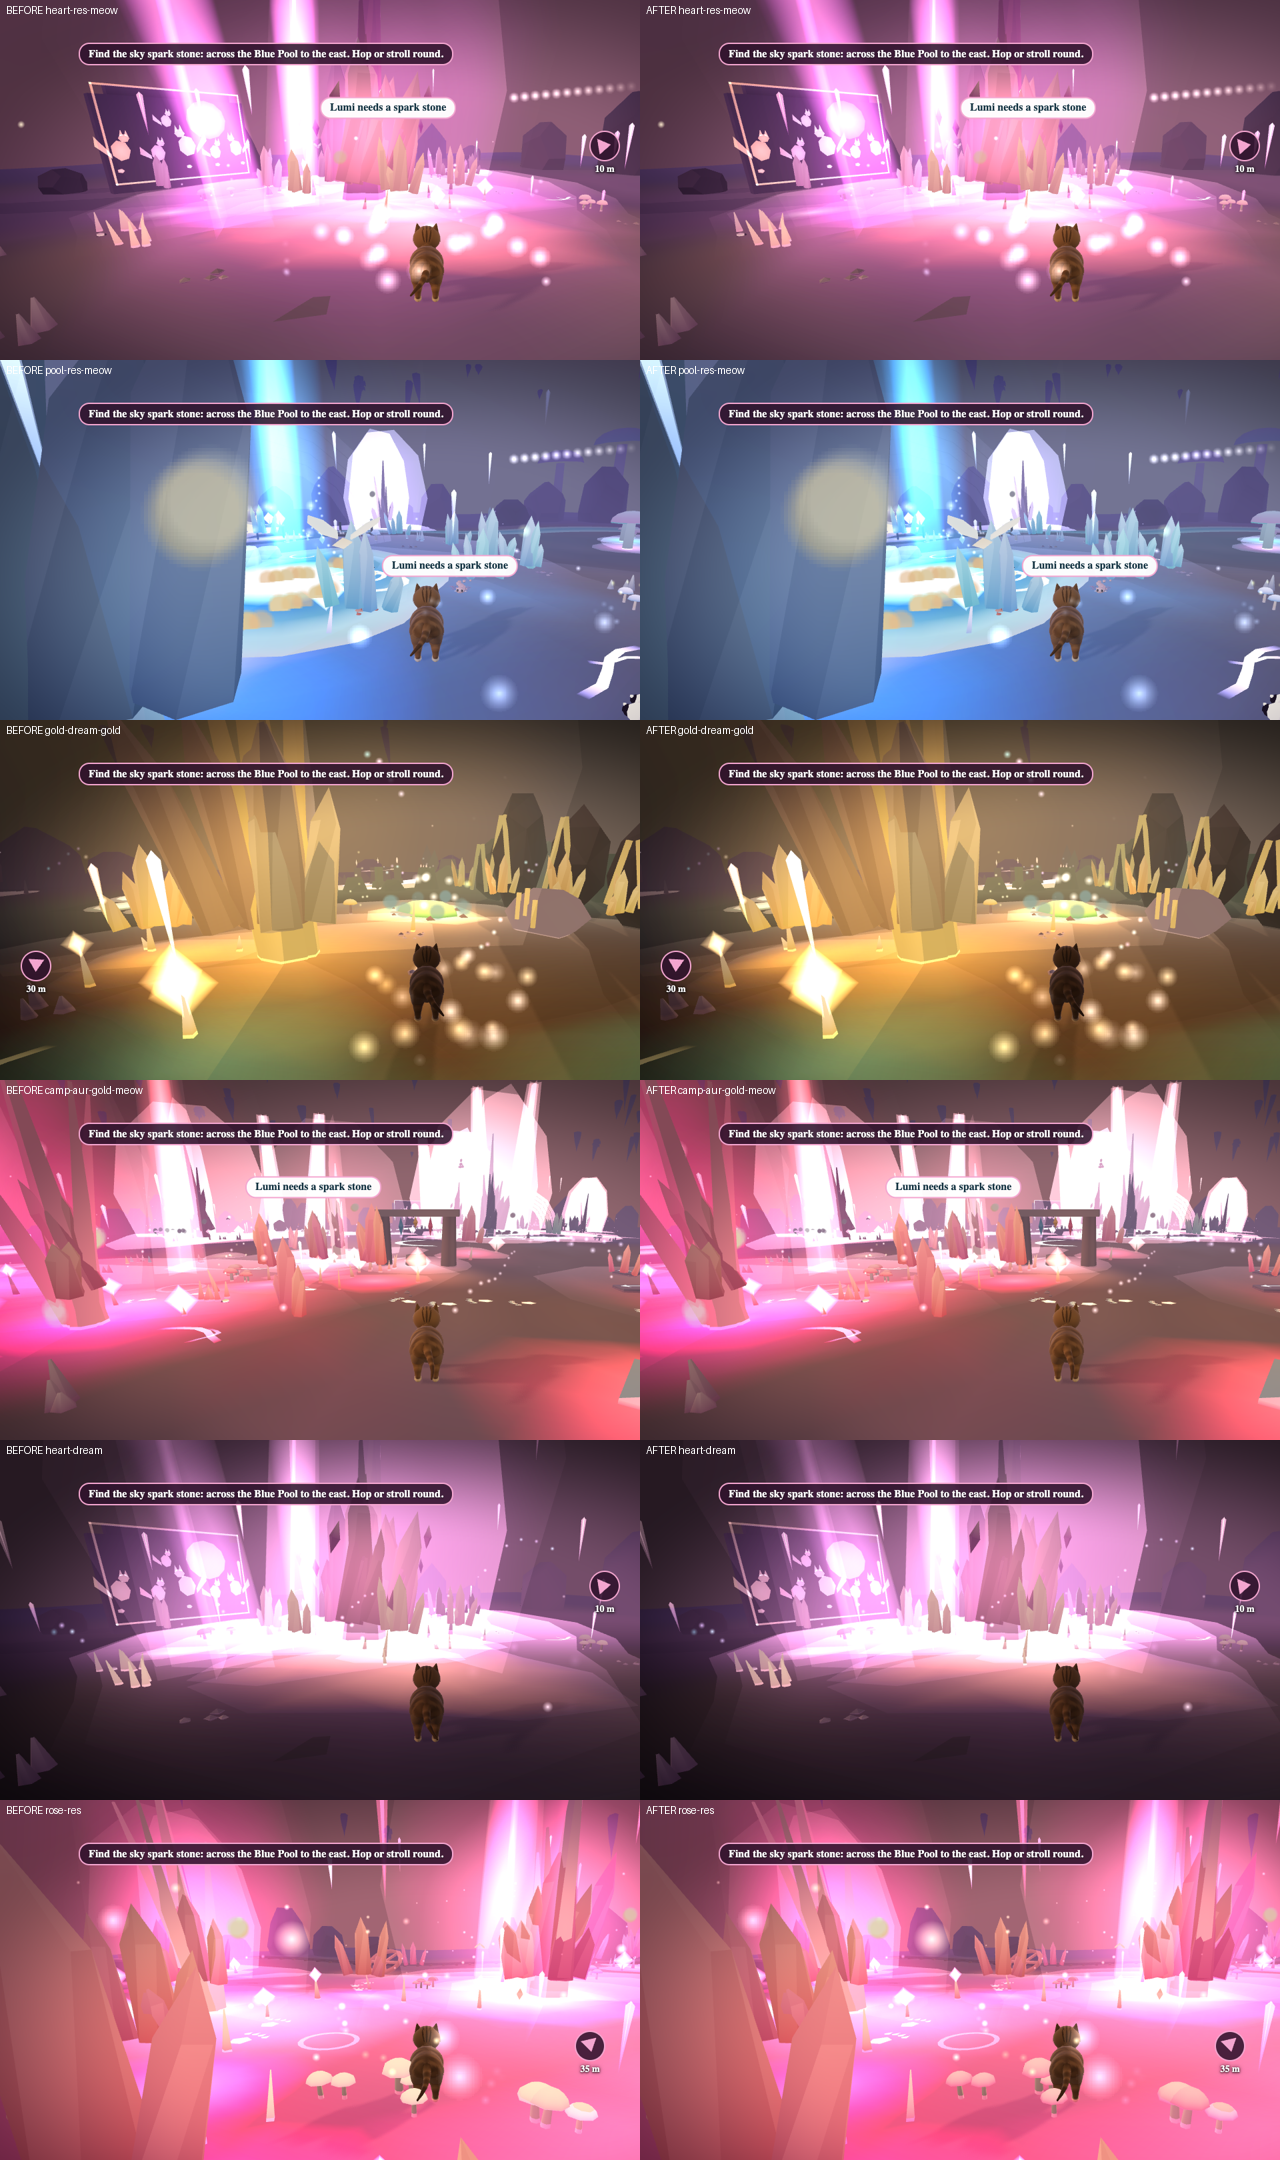 BEFORE heart-res-meow
AFTER heart-res-meow
Find the sky spark stone: across the Blue Pool to the east. Hop or stroll round.
Find the sky spark stone: across the Blue Pool to the east. Hop or stroll round.
Lumi needs a spark stone
Lumi needs a spark stone
10 m
10 m
BEFORE pool-res-meow
AFTER pool-res-meow
Find the sky spark stone: across the Blue Pool to the east. Hop or stroll round.
Find the sky spark stone: across the Blue Pool to the east. Hop or stroll round.
Lumi needs a spark stone
Lumi needs a spark stone
BEFORE gold-dream-gold
AFTER gold-dream-gold
Find the sky spark stone: across the Blue Pool to the east. Hop or stroll round.
Find the sky spark stone: across the Blue Pool to the east. Hop or stroll round.
30 m
30 m
BEFORE camp-aur-gold-meow
AFTER camp-aur-gold-meow
Find the sky spark stone: across the Blue Pool to the east. Hop or stroll round.
Find the sky spark stone: across the Blue Pool to the east. Hop or stroll round.
Lumi needs a spark stone
Lumi needs a spark stone
BEFORE heart-dream
AFTER heart-dream
Find the sky spark stone: across the Blue Pool to the east. Hop or stroll round.
Find the sky spark stone: across the Blue Pool to the east. Hop or stroll round.
10 m
10 m
BEFORE rose-res
AFTER rose-res
Find the sky spark stone: across the Blue Pool to the east. Hop or stroll round.
Find the sky spark stone: across the Blue Pool to the east. Hop or stroll round.
35 m
35 m